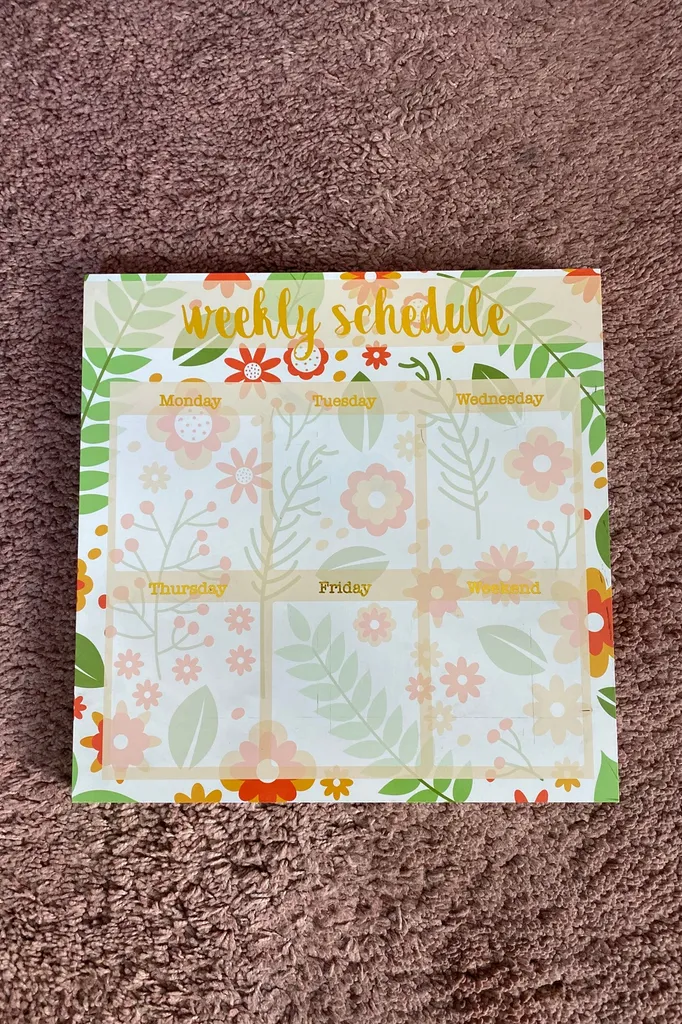 weekly schedule
Monday Tuesday Wednesday
Thursday Friday Weekend